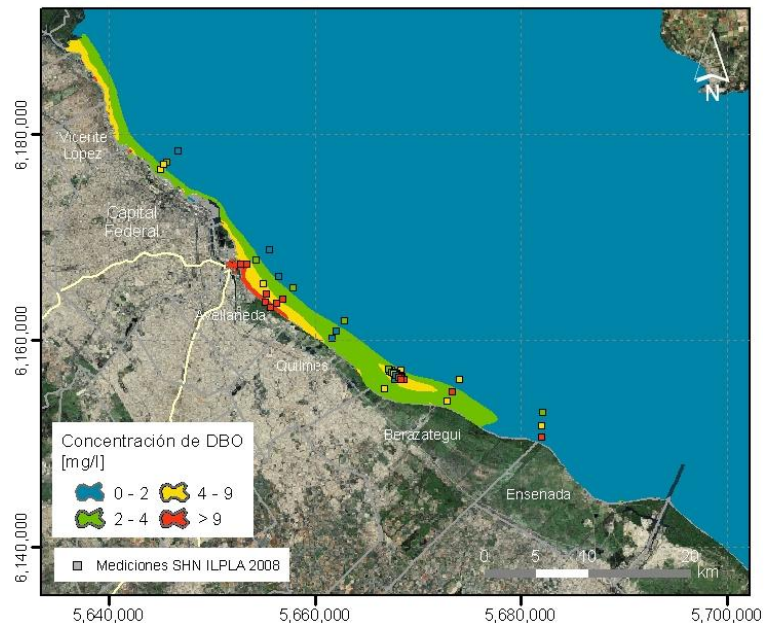 N
6,180,000
6,160,000
6,140,000
Vicente
López
Capital
Federal
Avellaneda
Quilmes
Berazategui
Ensenada
Concentración de DBO
[mg/l]
0 - 2
4 - 9
2 - 4
> 9
Mediciones SHN ILPLA 2008
0 5 10 20
km
5,640,000 5,660,000 5,680,000 5,700,000